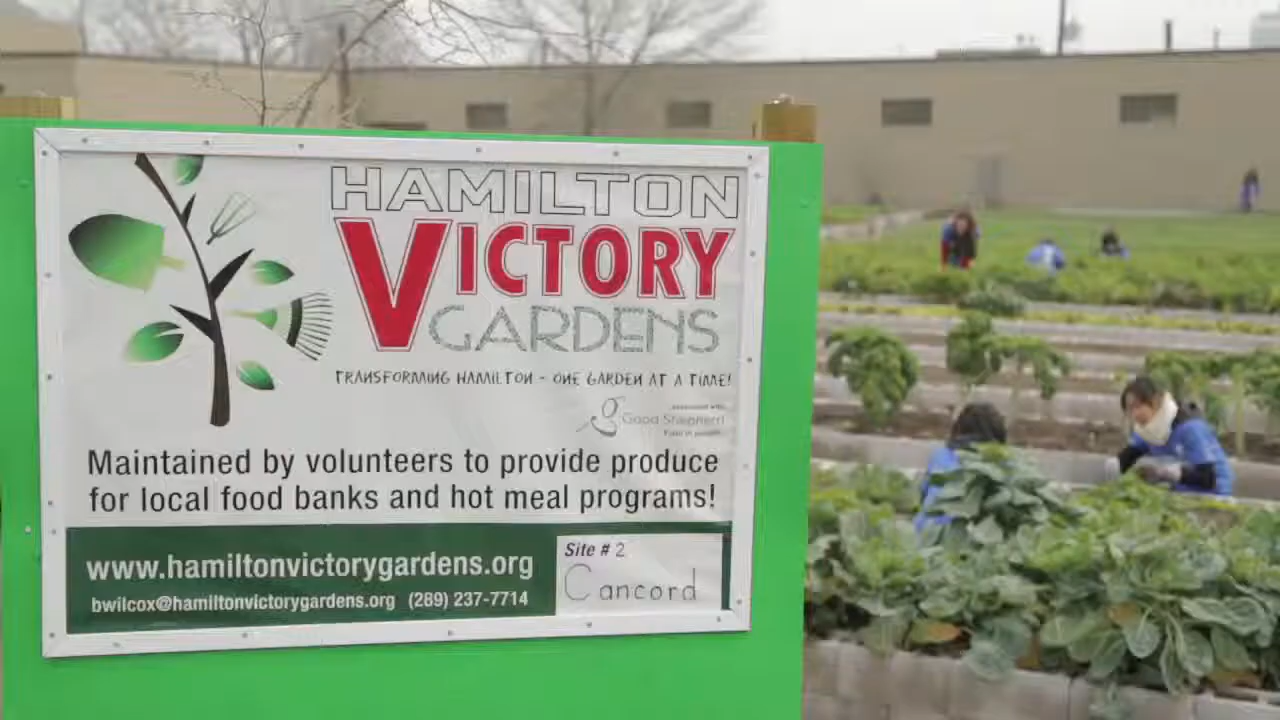 HAMILTON
VICTORY
GARDENS
TRANSFORMING HAMILTON - ONE GARDEN AT A TIME!
Good Shepherd
Maintained by volunteers to provide produce
for local food banks and hot meal programs!
www.hamiltonvictorygardens.org
bwilcox@hamiltonvictorygardens.org (289) 237-7714
Site # 2
Cancord